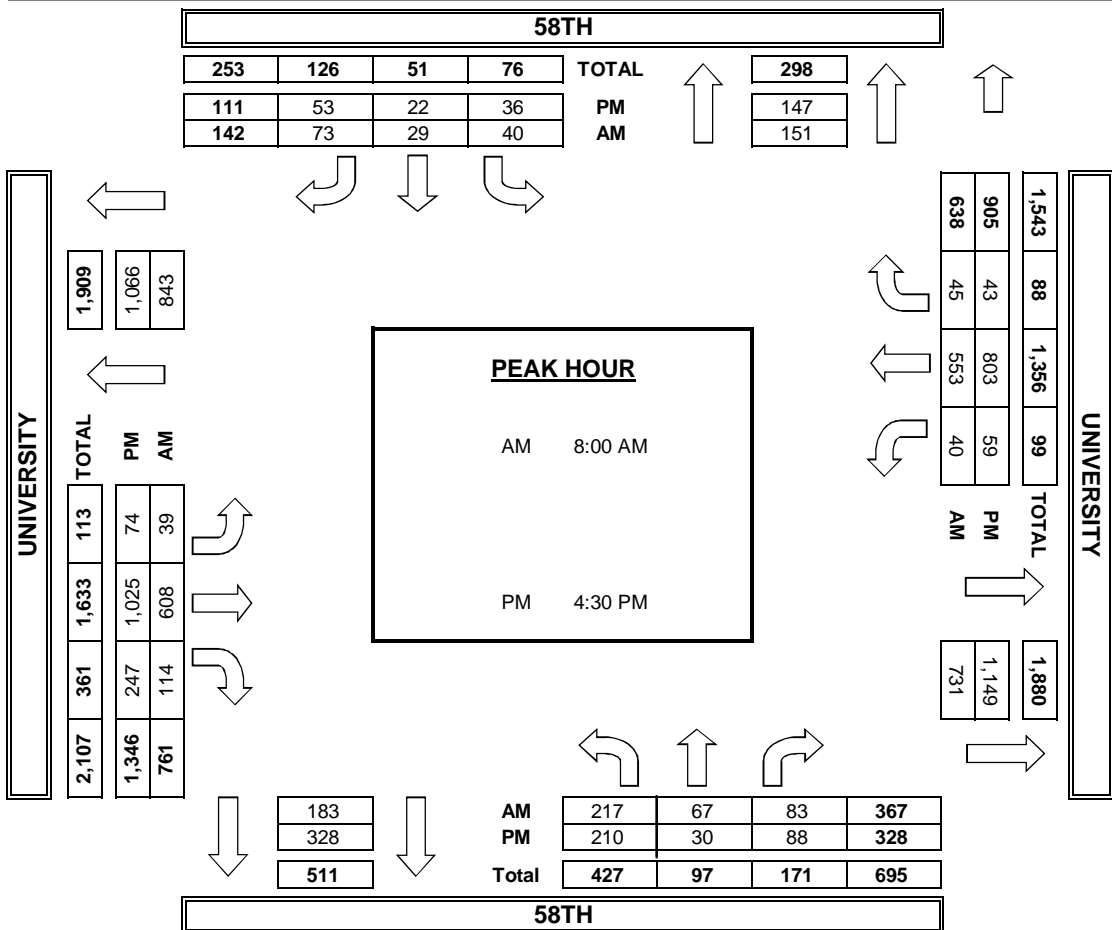 58TH
253 126 51 76 TOTAL 298
111 53 22 36 PM 147
142 73 29 40 AM 151
UNIVERSITY
1,909 1,066 843
TOTAL PM AM
113 74 39
1,633 1,025 608
361 247 114
2,107 1,346 761
PEAK HOUR
AM 8:00 AM
PM 4:30 PM
638 905 1,543
45 43 88
553 803 1,356
40 59 99
AM PM TOTAL
731 1,149 1,880
UNIVERSITY
183 AM 217 67 83 367
328 PM 210 30 88 328
511 Total 427 97 171 695
58TH